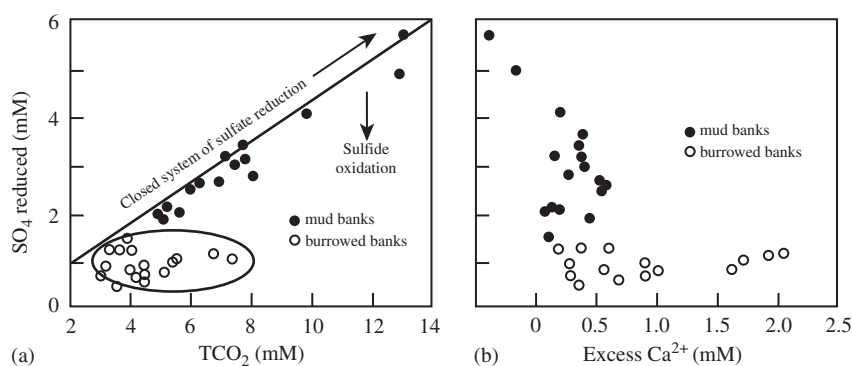 6
4
2
0
SO4 reduced (mM)
Closed system of sulfate reduction
Sulfide
oxidation
mud banks
burrowed banks
2 4 6 8 10 12 14
(a) TCO2 (mM)
mud banks
burrowed banks
0 0.5 1.0 1.5 2.0 2.5
(b) Excess Ca2+ (mM)